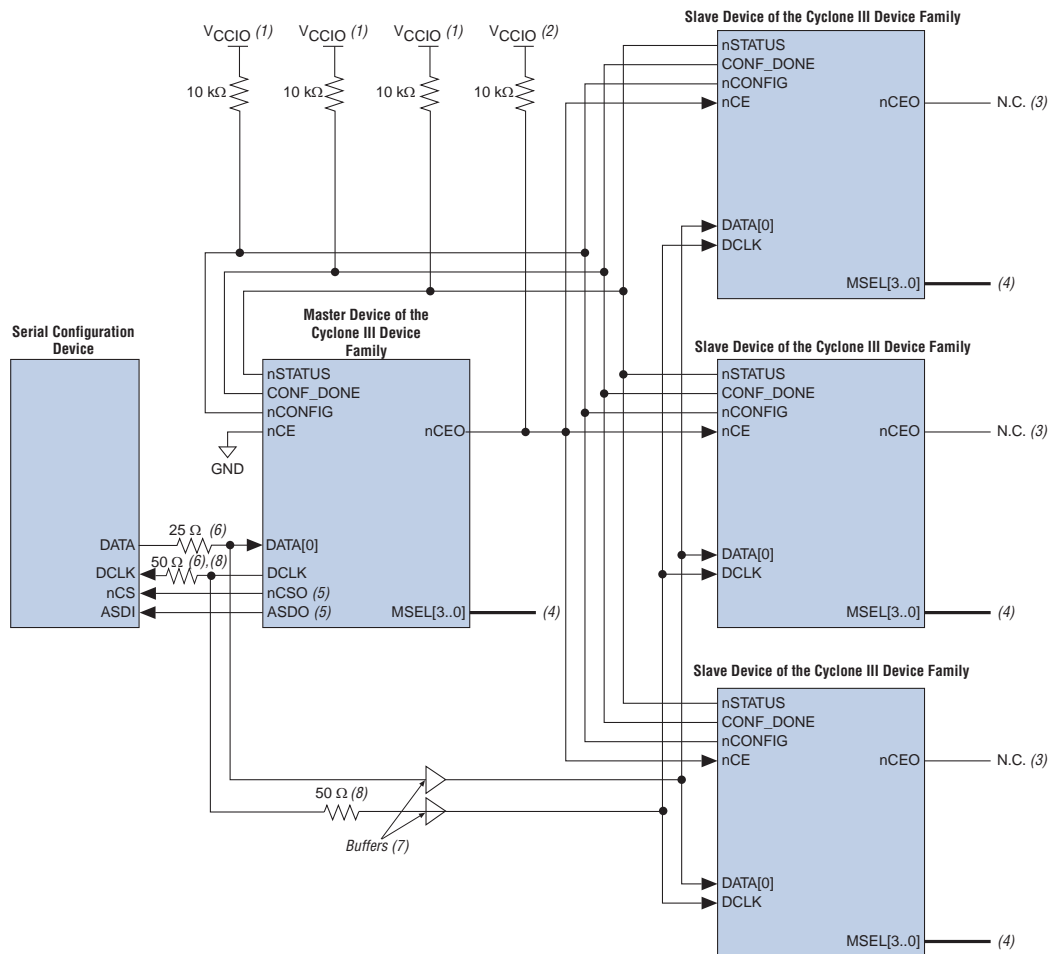 Slave Device of the Cyclone III Device Family
VCCIO (1)
VCCIO (1)
VCCIO (1)
VCCIO (2)
10 kΩ
10 kΩ
10 kΩ
10 kΩ
nSTATUS
CONF_DONE
nCONFIG
nCE
nCEO
N.C. (3)
DATA[0]
DCLK
MSEL[3..0]
(4)
Serial Configuration
Device
DATA
DCLK
nCS
ASDI
25 Ω (6)
50 Ω (6),(8)
Master Device of the
Cyclone III Device
Family
nSTATUS
CONF_DONE
nCONFIG
nCE
nCEO
GND
DATA[0]
DCLK
nCSO (5)
ASDO (5)
MSEL[3..0]
(4)
Slave Device of the Cyclone III Device Family
nSTATUS
CONF_DONE
nCONFIG
nCE
nCEO
N.C. (3)
DATA[0]
DCLK
MSEL[3..0]
(4)
50 Ω (8)
Buffers (7)
Slave Device of the Cyclone III Device Family
nSTATUS
CONF_DONE
nCONFIG
nCE
nCEO
N.C. (3)
DATA[0]
DCLK
MSEL[3..0]
(4)